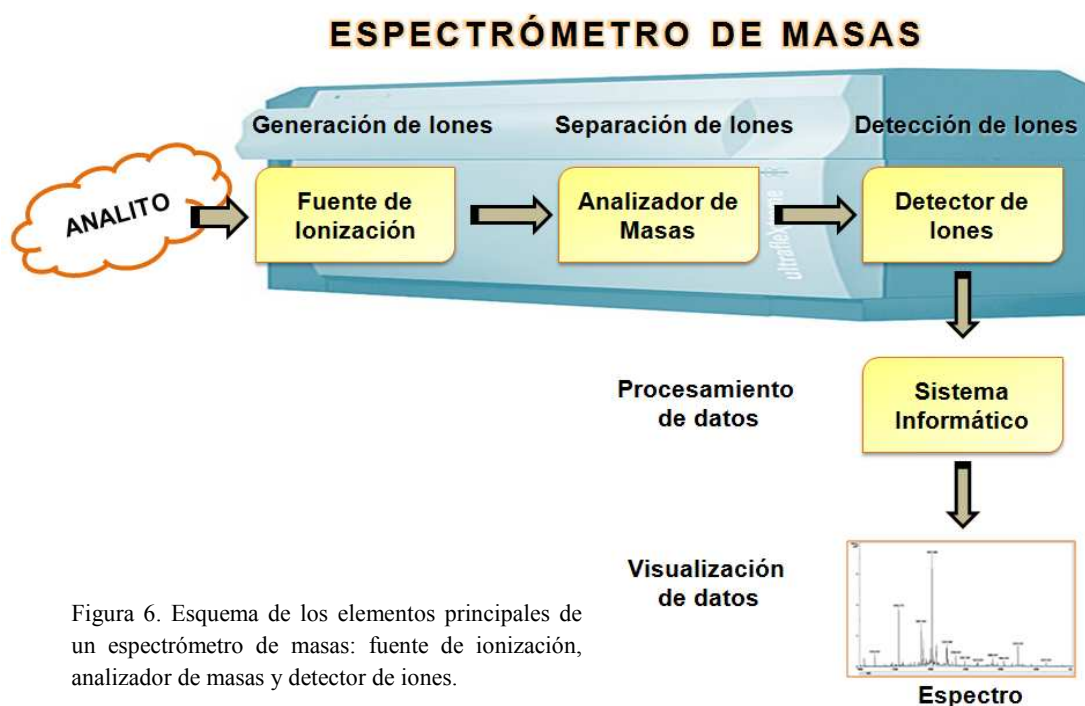 ESPECTRÓMETRO DE MASAS
Generación de Iones
Separación de Iones
Detección de Iones
ANALITO
Fuente de
Ionización
Analizador de
Masas
Detector de
Iones
ultrafleXtreme
Procesamiento
de datos
Sistema
Informático
Visualización
de datos
Espectro
Figura 6. Esquema de los elementos principales de
un espectrómetro de masas: fuente de ionización,
analizador de masas y detector de iones.